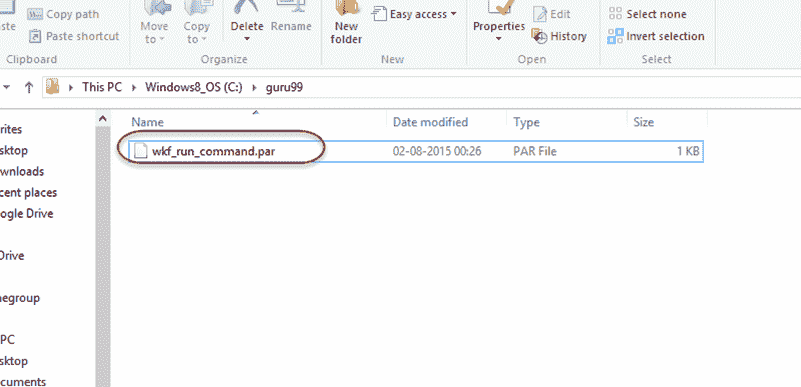 Copy path
Paste shortcut
Move to
Copy to
Delete
Rename
New folder
Easy access
Properties
Edit
History
Select none
Invert selection
Clipboard
Organize
New
Open
Select
This PC > Windows8_OS (C:) > guru99
Name Date modified Type Size
wkf_run_command.par 02-08-2015 00:26 PAR File 1 KB
rites
sktop
wnloads
cent places
ogle Drive
Drive
negroup
PC
sktop
cuments